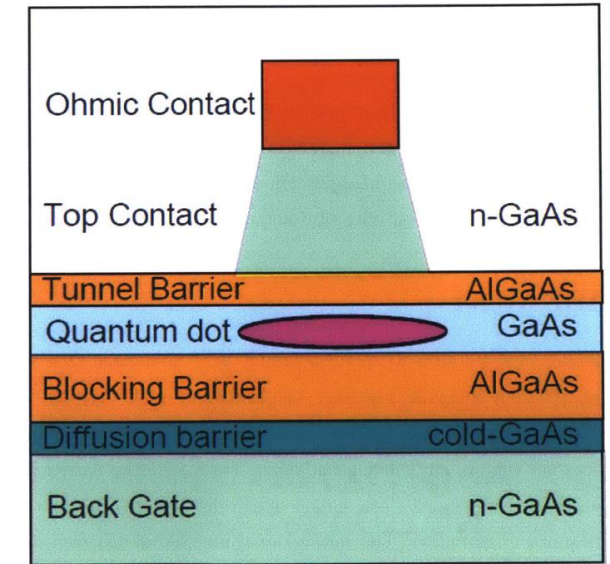 Ohmic Contact
Top Contact n-GaAs
Tunnel Barrier AlGaAs
Quantum dot GaAs
Blocking Barrier AlGaAs
Diffusion barrier cold-GaAs
Back Gate n-GaAs